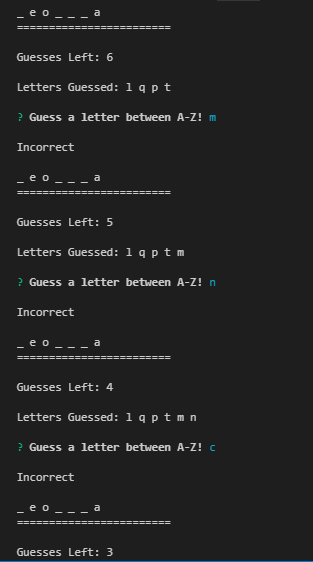 _ e o _ _ _ a
========================
Guesses Left: 6
Letters Guessed: l q p t
? Guess a letter between A-Z! m
Incorrect
_ e o _ _ _ a
========================
Guesses Left: 5
Letters Guessed: l q p t m
? Guess a letter between A-Z! n
Incorrect
_ e o _ _ _ a
========================
Guesses Left: 4
Letters Guessed: l q p t m n
? Guess a letter between A-Z! c
Incorrect
_ e o _ _ _ a
========================
Guesses Left: 3